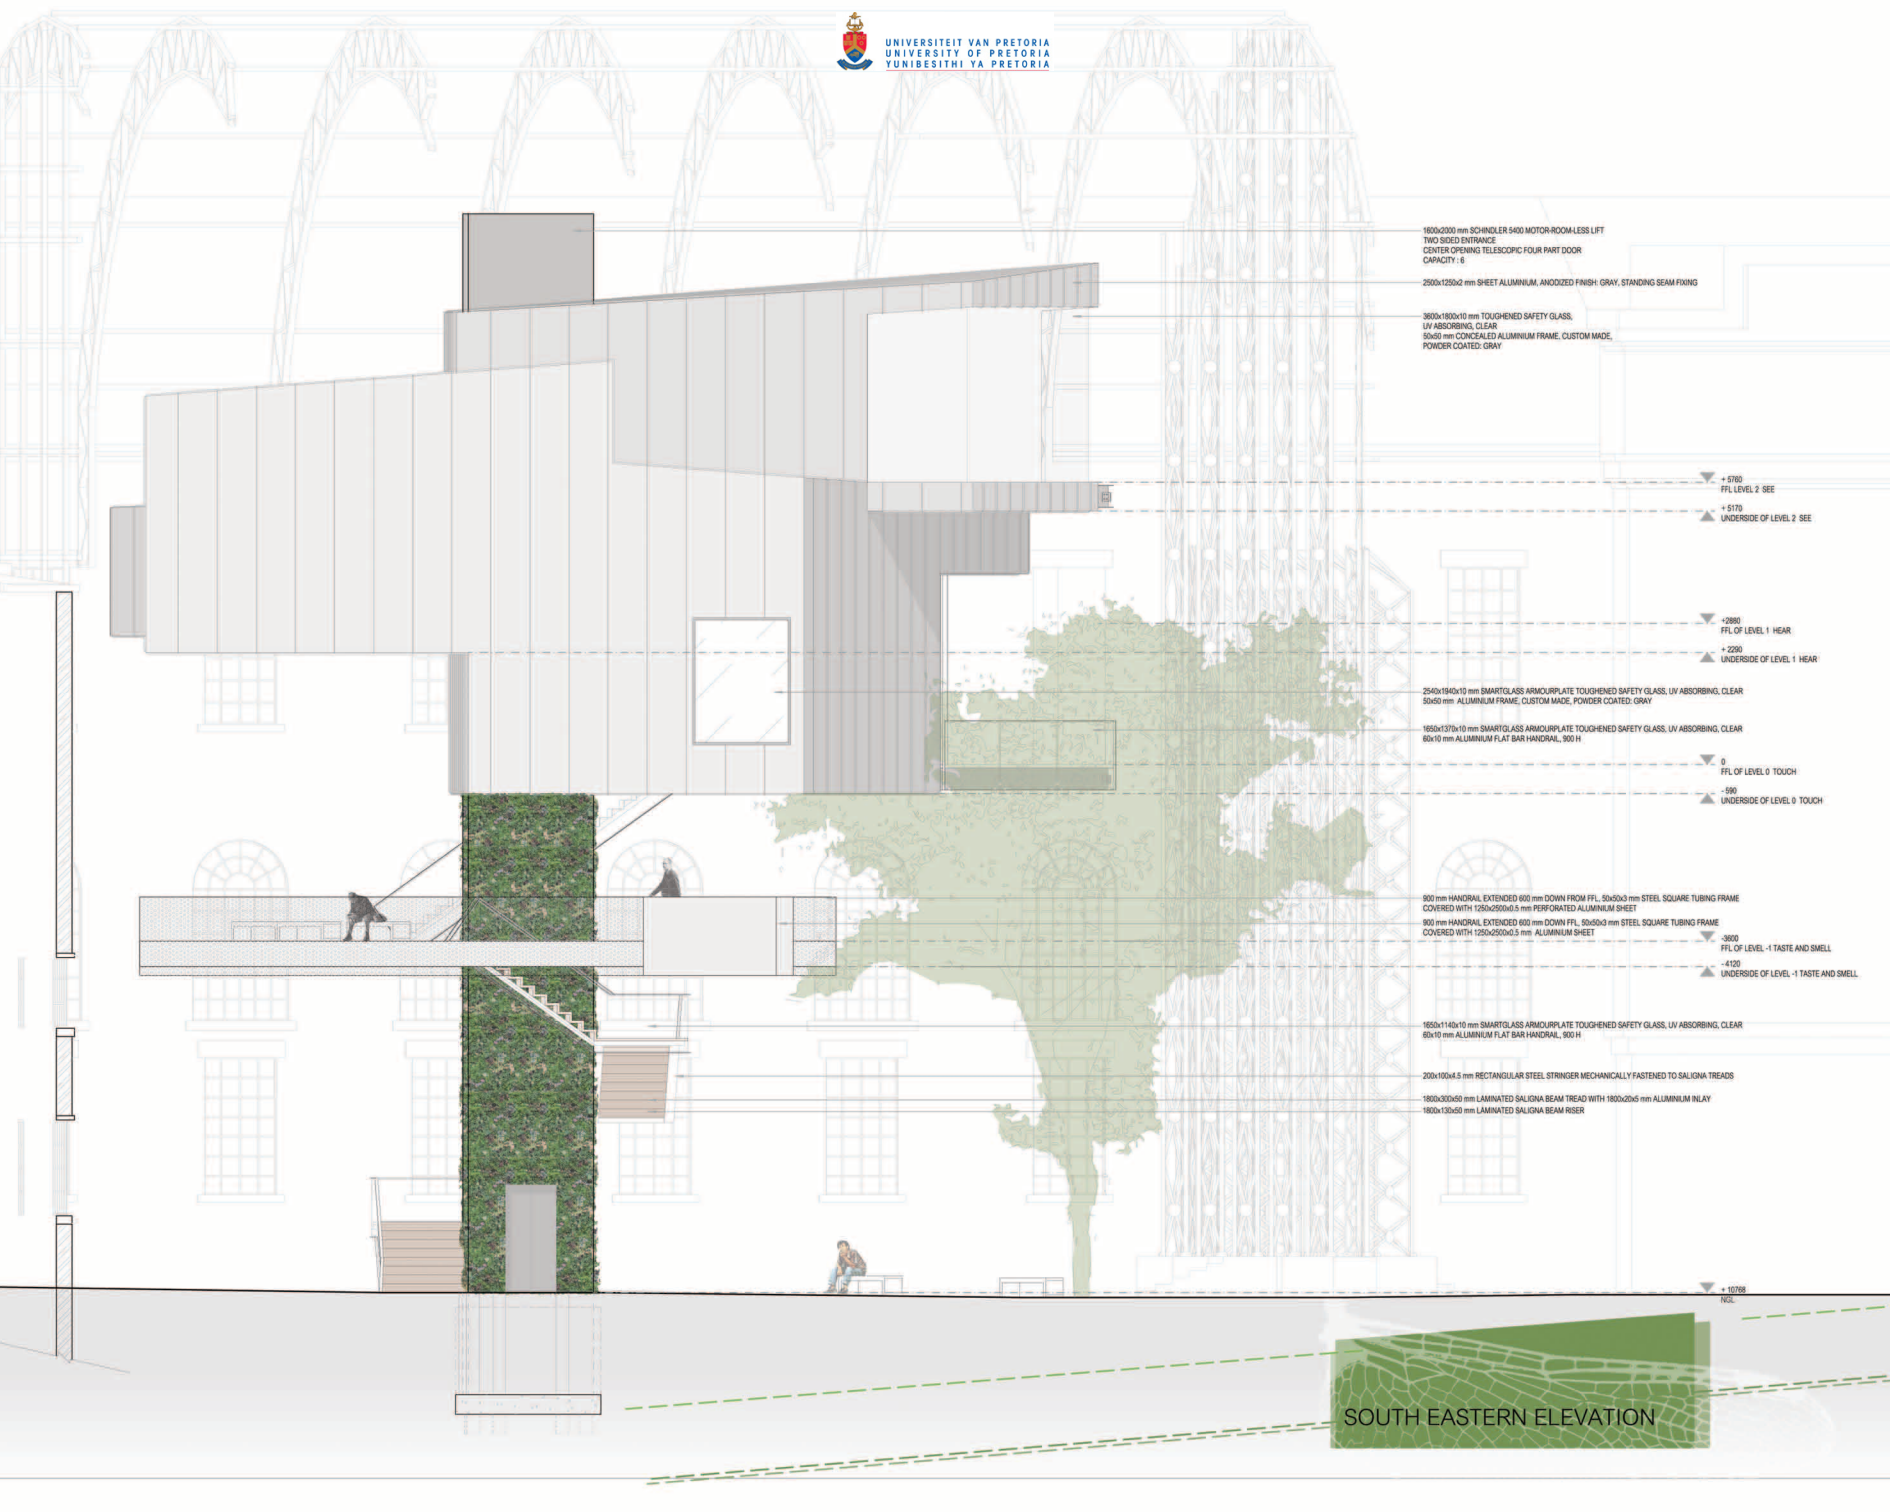 UNIVERSITEIT VAN PRETORIA
UNIVERSITY OF PRETORIA
YUNIBESITHI YA PRETORIA
1600x2000 mm SCHINDLER 5400 MOTOR-ROOM-LESS LIFT
TWO SIDED ENTRANCE
CENTER OPENING TELESCOPIC FOUR PART DOOR
CAPACITY : 6
2500x1250x2 mm SHEET ALUMINIUM, ANODIZED FINISH: GRAY, STANDING SEAM FIXING
3600x1800x10 mm TOUGHENED SAFETY GLASS,
UV ABSORBING, CLEAR
50x50 mm CONCEALED ALUMINIUM FRAME, CUSTOM MADE,
POWDER COATED: GRAY
+ 5760
FFL LEVEL 2 SEE
+ 5170
UNDERSIDE OF LEVEL 2 SEE
+2880
FFL OF LEVEL 1 HEAR
+ 2290
UNDERSIDE OF LEVEL 1 HEAR
2540x1940x10 mm SMARTGLASS ARMOURPLATE TOUGHENED SAFETY GLASS, UV ABSORBING, CLEAR
50x50 mm ALUMINIUM FRAME, CUSTOM MADE, POWDER COATED: GRAY
1650x1370x10 mm SMARTGLASS ARMOURPLATE TOUGHENED SAFETY GLASS, UV ABSORBING, CLEAR
60x10 mm ALUMINIUM FLAT BAR HANDRAIL, 900 H
0
FFL OF LEVEL 0 TOUCH
- 590
UNDERSIDE OF LEVEL 0 TOUCH
900 mm HANDRAIL EXTENDED 600 mm DOWN FROM FFL, 50x50x3 mm STEEL SQUARE TUBING FRAME
COVERED WITH 1250x2500x0.5 mm PERFORATED ALUMINIUM SHEET
900 mm HANDRAIL EXTENDED 600 mm DOWN FFL, 50x50x3 mm STEEL SQUARE TUBING FRAME
COVERED WITH 1250x2500x0.5 mm ALUMINIUM SHEET
-3600
FFL OF LEVEL -1 TASTE AND SMELL
- 4120
UNDERSIDE OF LEVEL -1 TASTE AND SMELL
1650x1140x10 mm SMARTGLASS ARMOURPLATE TOUGHENED SAFETY GLASS, UV ABSORBING, CLEAR
60x10 mm ALUMINIUM FLAT BAR HANDRAIL, 900 H
200x100x4.5 mm RECTANGULAR STEEL STRINGER MECHANICALLY FASTENED TO SALIGNA TREADS
1800x300x50 mm LAMINATED SALIGNA BEAM TREAD WITH 1800x20x5 mm ALUMINIUM INLAY
1800x130x50 mm LAMINATED SALIGNA BEAM RISER
+ 10768
NGL
SOUTH EASTERN ELEVATION